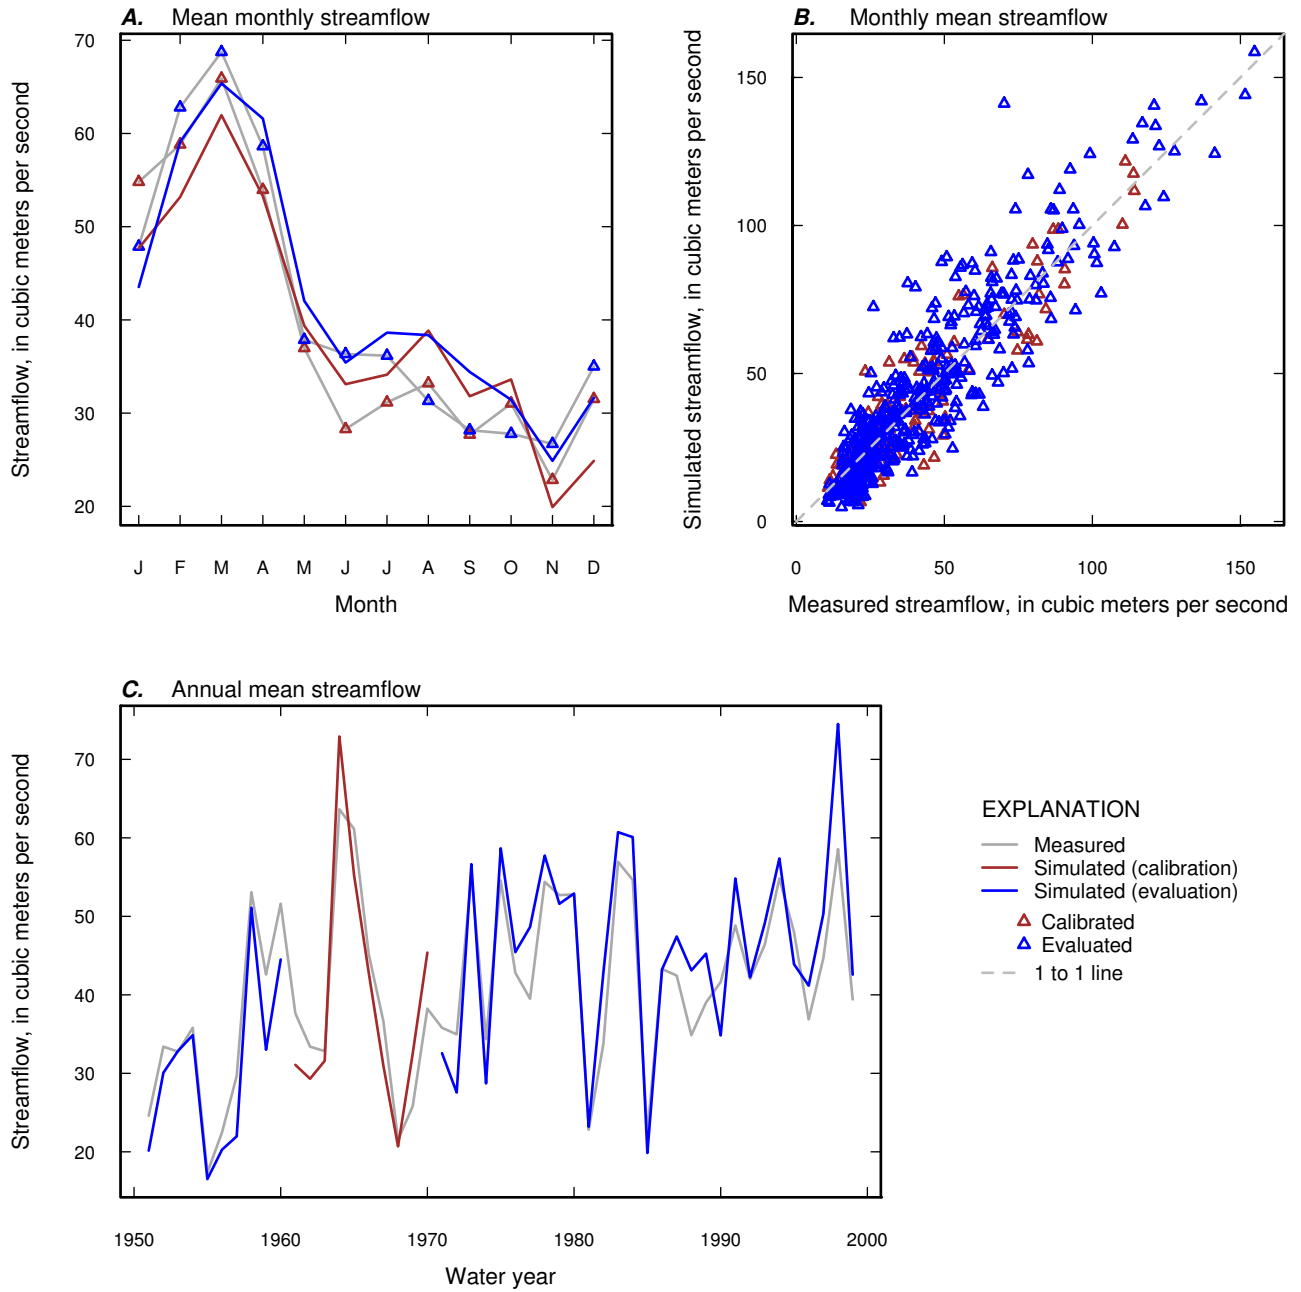 A. Mean monthly streamflow
70
60
50
40
30
20
Streamflow, in cubic meters per second
J F M A M J J A S O N D
Month
B. Monthly mean streamflow
150
100
50
0
Simulated streamflow, in cubic meters per second
0 50 100 150
Measured streamflow, in cubic meters per second
C. Annual mean streamflow
70
60
50
40
30
20
Streamflow, in cubic meters per second
1950 1960 1970 1980 1990 2000
Water year
EXPLANATION
Measured
Simulated (calibration)
Simulated (evaluation)
Calibrated
Evaluated
1 to 1 line